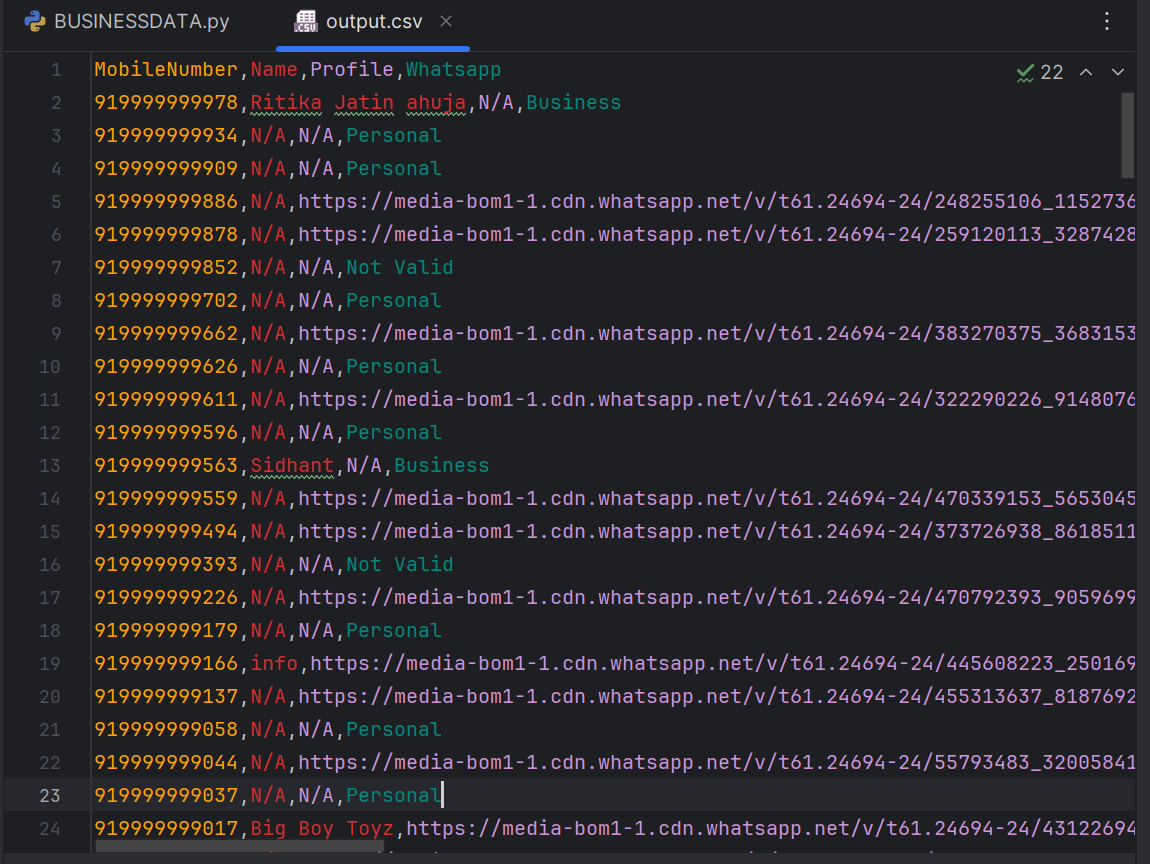 BUSINESSDATA.py
output.csv
22
1 MobileNumber,Name,Profile,Whatsapp
2 919999999978,Ritika Jatin ahuja,N/A,Business
3 919999999934,N/A,N/A,Personal
4 919999999909,N/A,N/A,Personal
5 919999999886,N/A,https://media-bom1-1.cdn.whatsapp.net/v/t61.24694-24/248255106_1152736
6 919999999878,N/A,https://media-bom1-1.cdn.whatsapp.net/v/t61.24694-24/259120113_3287428
7 919999999852,N/A,N/A,Not Valid
8 919999999702,N/A,N/A,Personal
9 919999999662,N/A,https://media-bom1-1.cdn.whatsapp.net/v/t61.24694-24/383270375_3683153
10 919999999626,N/A,N/A,Personal
11 919999999611,N/A,https://media-bom1-1.cdn.whatsapp.net/v/t61.24694-24/322290226_9148076
12 919999999596,N/A,N/A,Personal
13 919999999563,Sidhant,N/A,Business
14 919999999559,N/A,https://media-bom1-1.cdn.whatsapp.net/v/t61.24694-24/470339153_5653045
15 919999999494,N/A,https://media-bom1-1.cdn.whatsapp.net/v/t61.24694-24/373726938_8618511
16 919999999393,N/A,N/A,Not Valid
17 919999999226,N/A,https://media-bom1-1.cdn.whatsapp.net/v/t61.24694-24/470792393_9059699
18 919999999179,N/A,N/A,Personal
19 919999999166,info,https://media-bom1-1.cdn.whatsapp.net/v/t61.24694-24/445608223_250169
20 919999999137,N/A,https://media-bom1-1.cdn.whatsapp.net/v/t61.24694-24/455313637_8187692
21 919999999058,N/A,N/A,Personal
22 919999999044,N/A,https://media-bom1-1.cdn.whatsapp.net/v/t61.24694-24/55793483_32005841
23 919999999037,N/A,N/A,Personal
24 919999999017,Big Boy Toyz,https://media-bom1-1.cdn.whatsapp.net/v/t61.24694-24/43122694